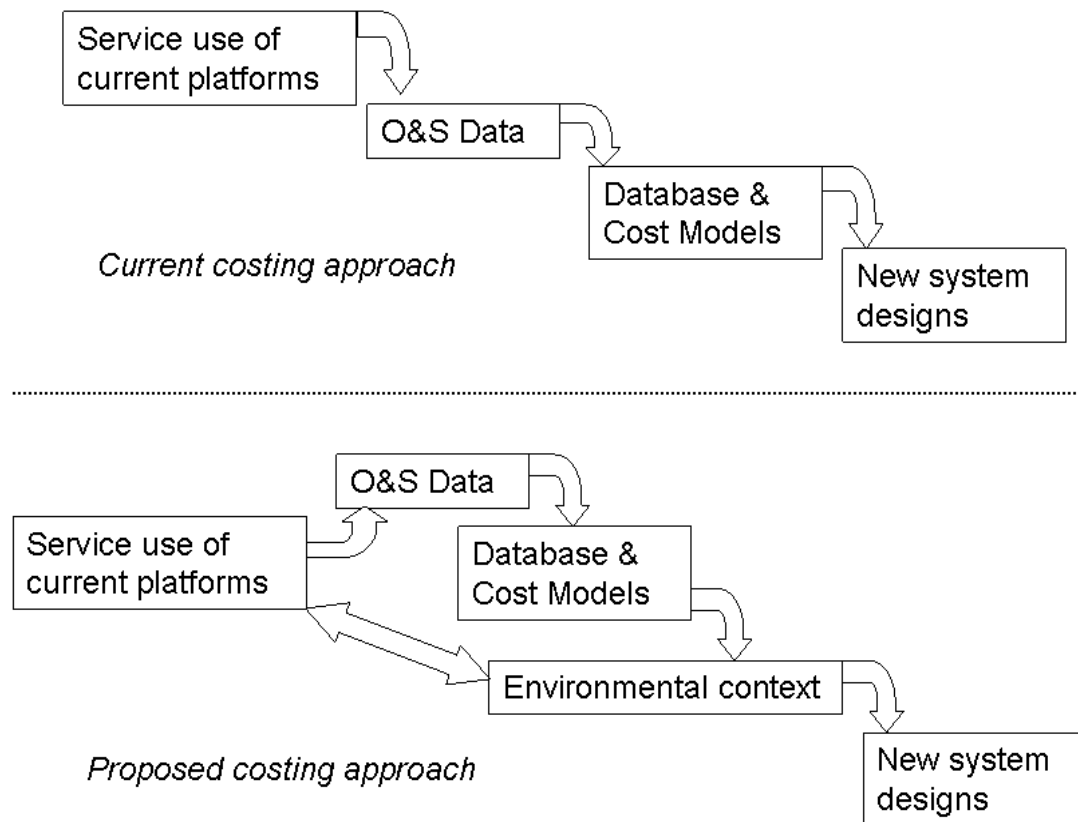 Service use of
current platforms
O&S Data
Database &
Cost Models
Current costing approach
New system
designs
O&S Data
Service use of
current platforms
Database &
Cost Models
Environmental context
Proposed costing approach
New system
designs